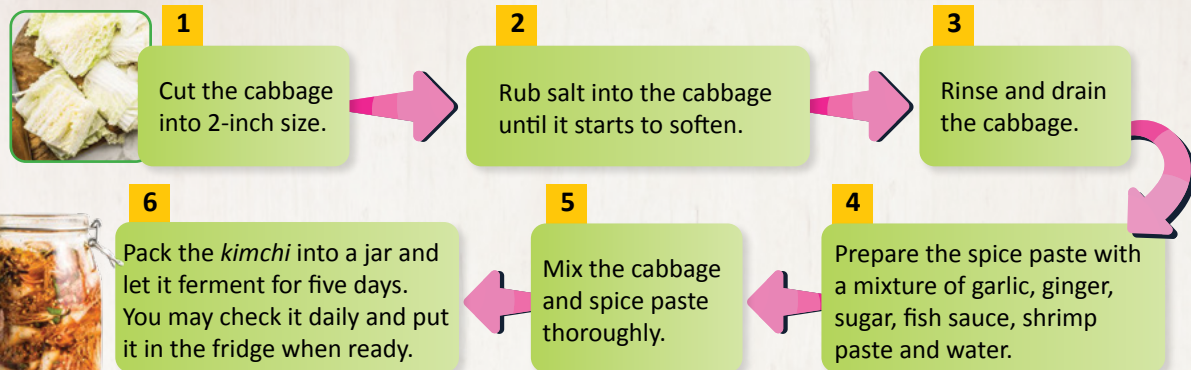 1
Cut the cabbage
into 2-inch size.
2
Rub salt into the cabbage
until it starts to soften.
3
Rinse and drain
the cabbage.
4
Prepare the spice paste with
a mixture of garlic, ginger,
sugar, fish sauce, shrimp
paste and water.
5
Mix the cabbage
and spice paste
thoroughly.
6
Pack the kimchi into a jar and
let it ferment for five days.
You may check it daily and put
it in the fridge when ready.